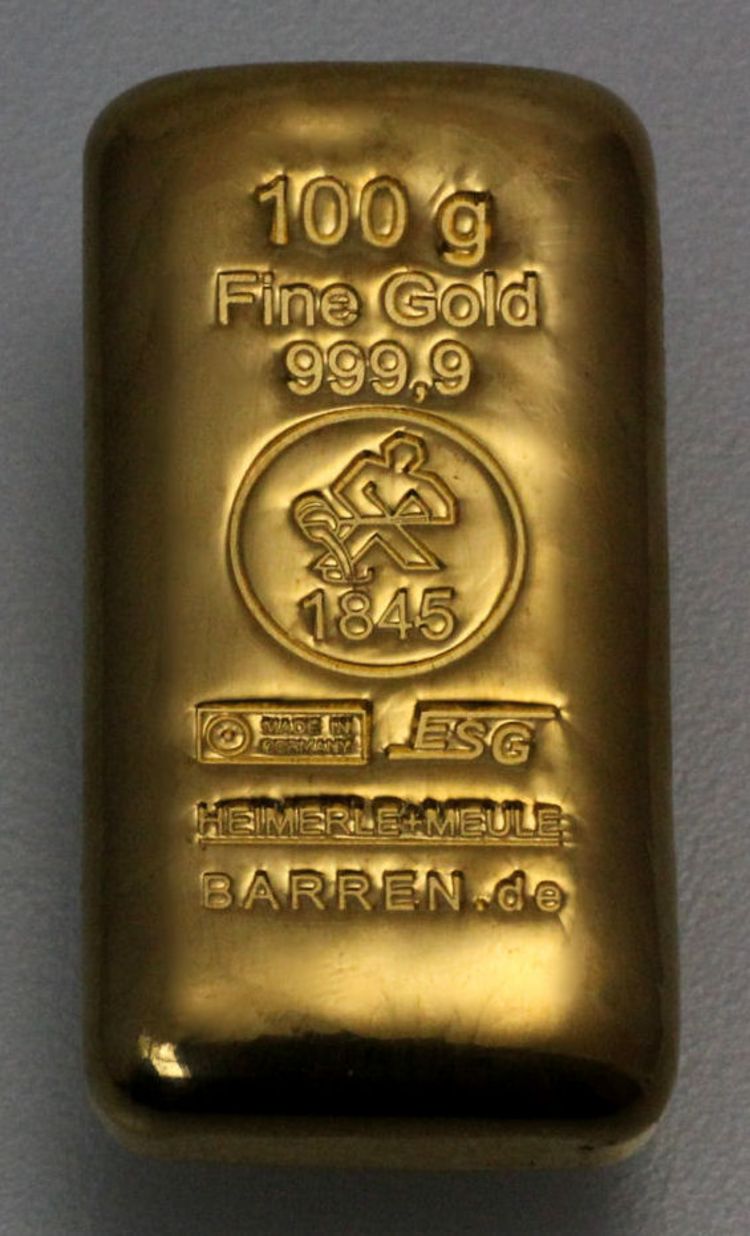 100 g
Fine Gold
999,9
1845
MADE IN
GERMANY
ESG
HEIMERLE+MEULE
BARREN.de